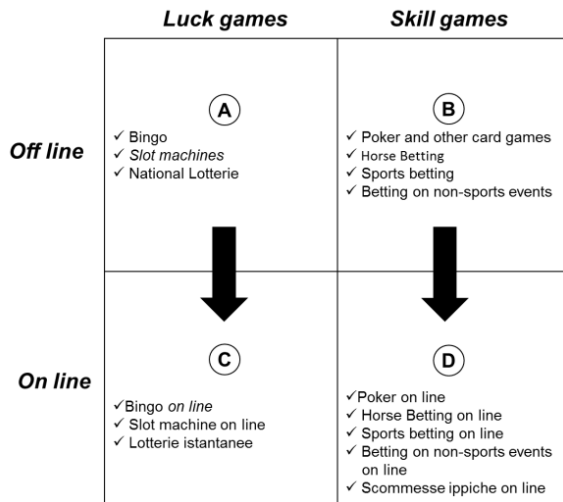 Luck games
Skill games
Off line
A
✓ Bingo
✓ Slot machines
✓ National Lotterie
B
✓ Poker and other card games
✓ Horse Betting
✓ Sports betting
✓ Betting on non-sports events
On line
C
✓Bingo on line
✓ Slot machine on line
✓ Lotterie istantanee
D
✓Poker on line
✓ Horse Betting on line
✓ Sports betting on line
✓ Betting on non-sports events
on line
✓ Scommesse ippiche on line